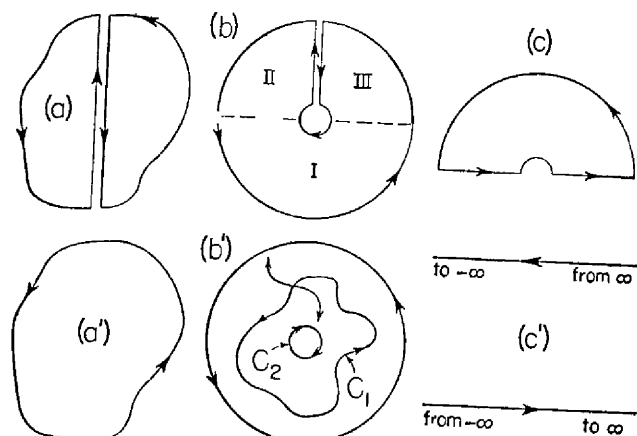 (a)
(b)
II
III
I
(c)
(a')
(b')
C2
C1
to -∞
from ∞
(c')
from -∞
to ∞